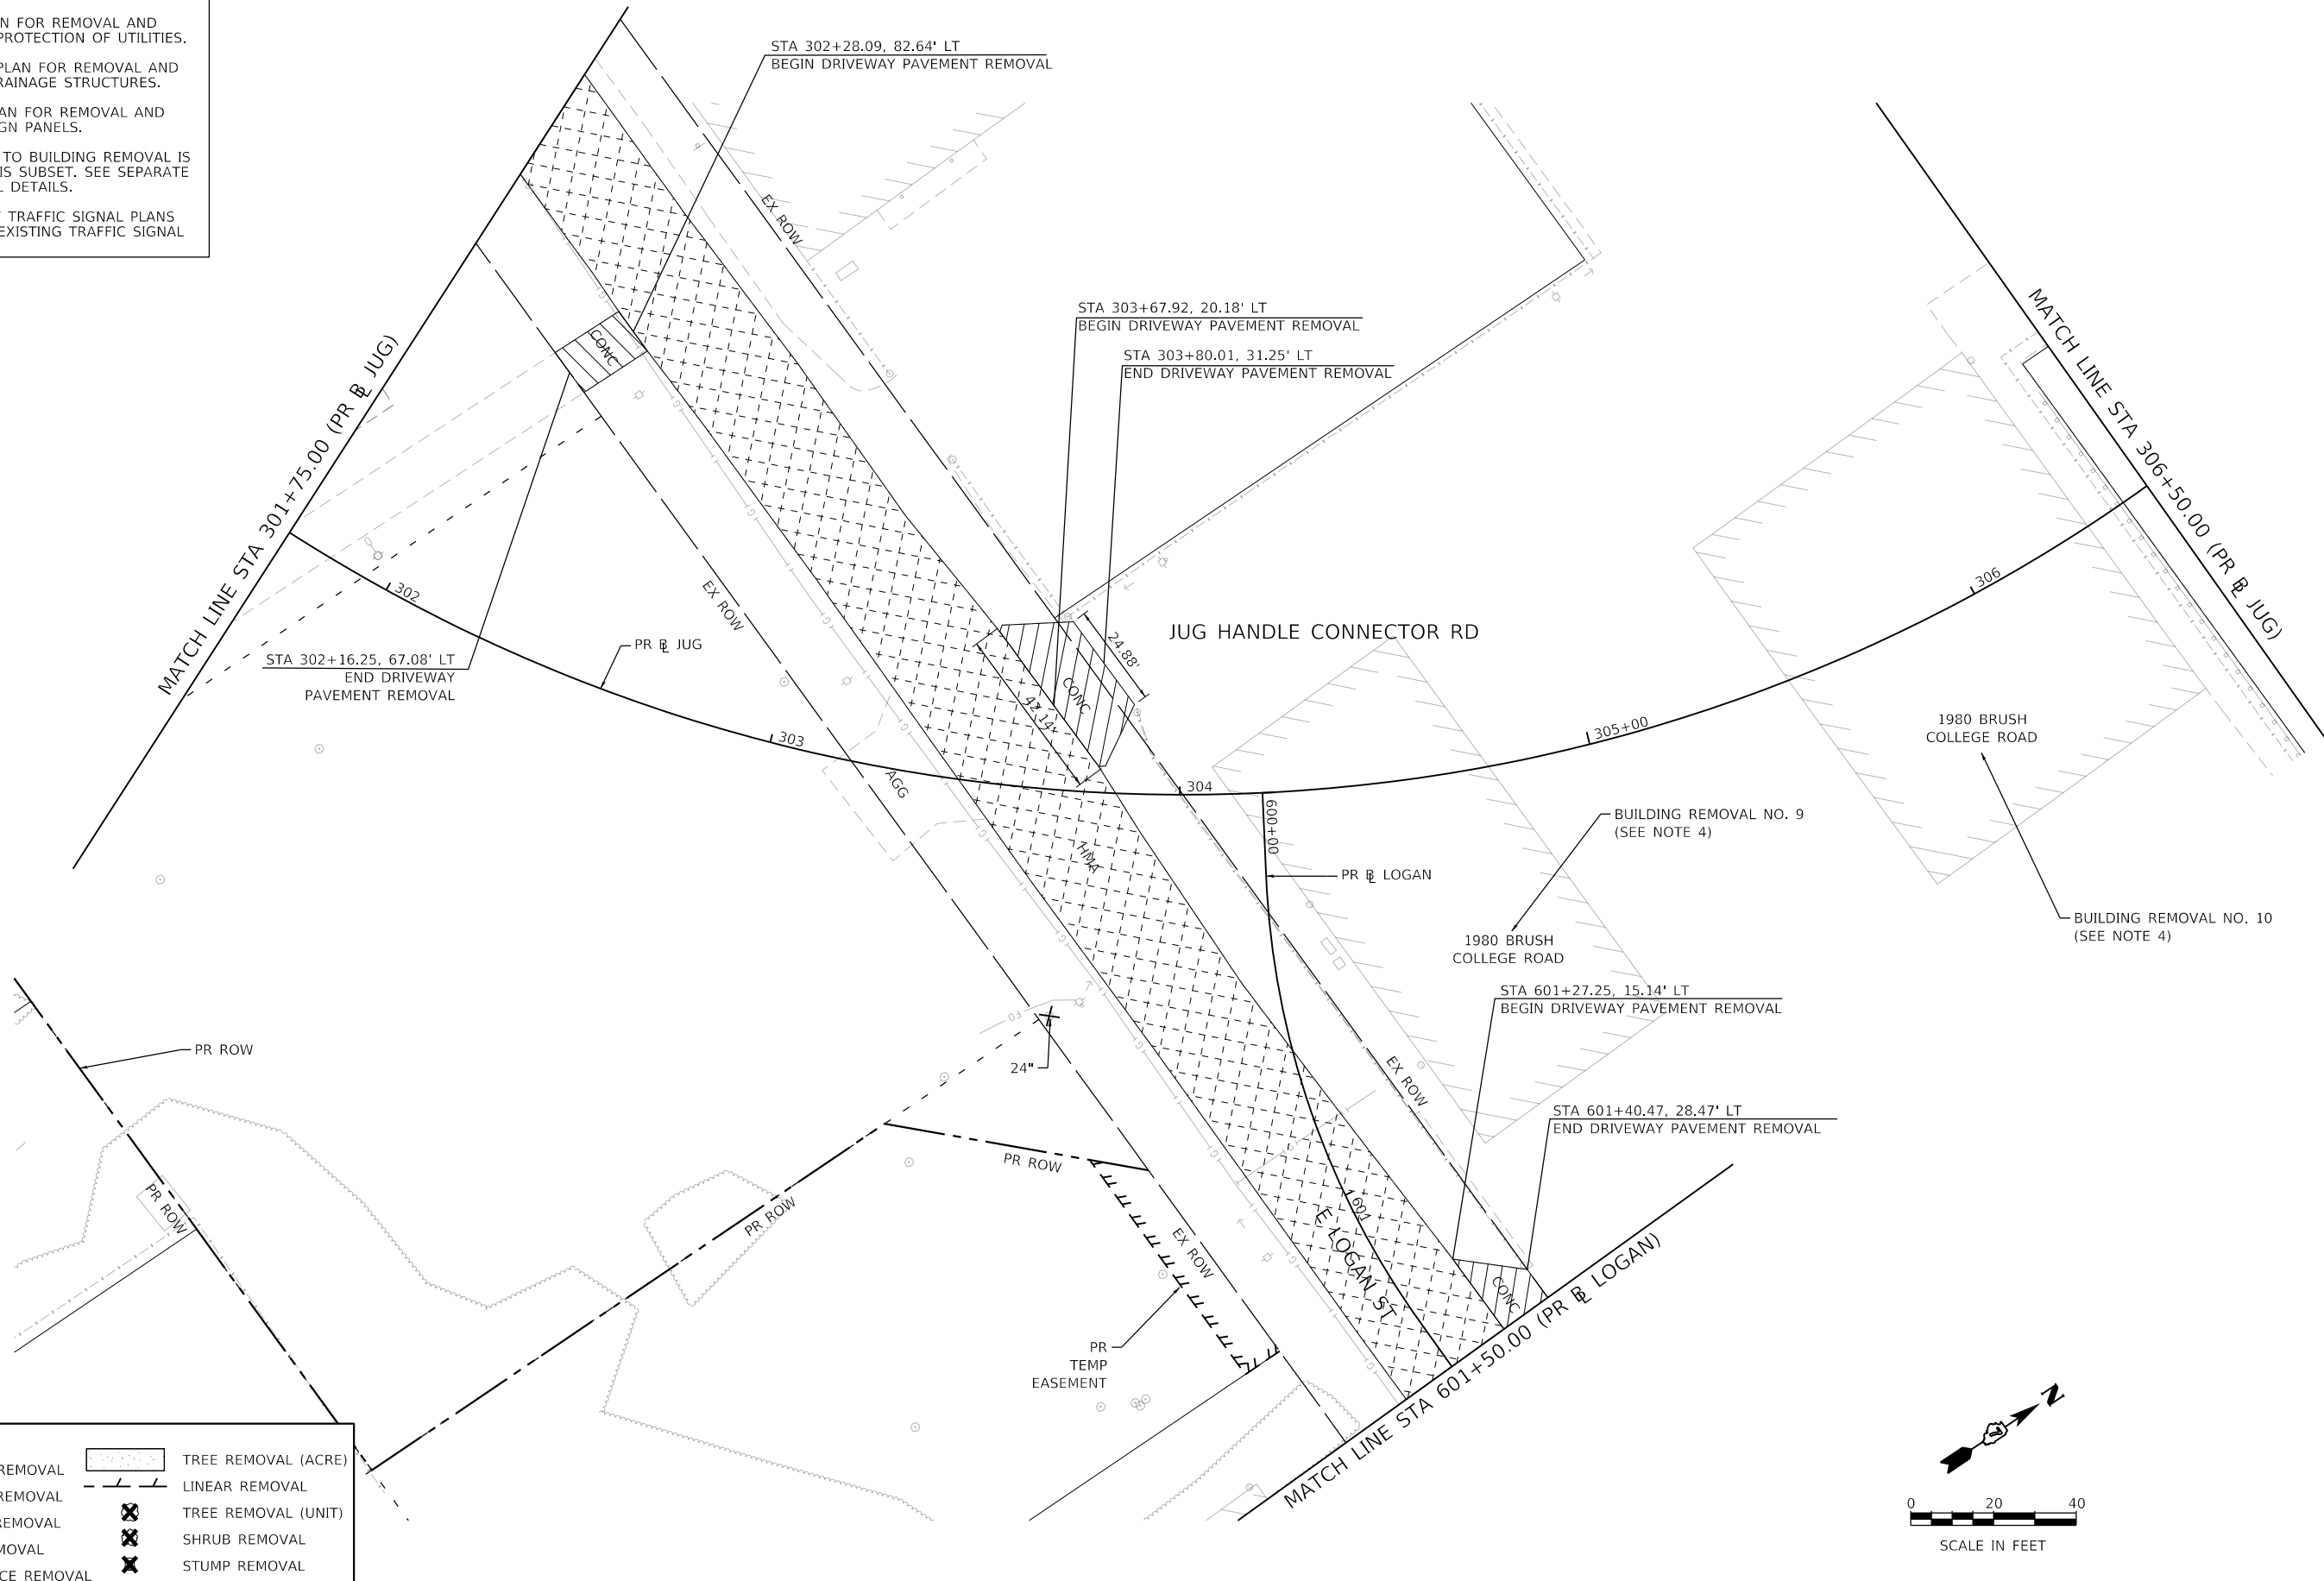 N FOR REMOVAL AND
PROTECTION OF UTILITIES.
PLAN FOR REMOVAL AND
RAINAGE STRUCTURES.
AN FOR REMOVAL AND
GN PANELS.
TO BUILDING REMOVAL IS
IS SUBSET. SEE SEPARATE
L DETAILS.
TRAFFIC SIGNAL PLANS
EXISTING TRAFFIC SIGNAL
STA 302+28.09, 82.64' LT
BEGIN DRIVEWAY PAVEMENT REMOVAL
EX ROW
STA 303+67.92, 20.18' LT
BEGIN DRIVEWAY PAVEMENT REMOVAL
STA 303+80.01, 31.25' LT
END DRIVEWAY PAVEMENT REMOVAL
CONC
MATCH LINE STA 301+75.00 (PR BL JUG)
MATCH LINE STA 306+50.00 (PR BL JUG)
302
EX ROW
306
JUG HANDLE CONNECTOR RD
24.88'
PR BL JUG
STA 302+16.25, 67.08' LT
END DRIVEWAY
PAVEMENT REMOVAL
CONC
42.14'
303
305+00
1980 BRUSH
COLLEGE ROAD
AGG
304
600+00
BUILDING REMOVAL NO. 9
(SEE NOTE 4)
HMA
PR BL LOGAN
BUILDING REMOVAL NO. 10
(SEE NOTE 4)
1980 BRUSH
COLLEGE ROAD
STA 601+27.25, 15.14' LT
BEGIN DRIVEWAY PAVEMENT REMOVAL
PR ROW
24"
EX ROW
STA 601+40.47, 28.47' LT
END DRIVEWAY PAVEMENT REMOVAL
PR ROW
PR ROW
PR ROW
601
E LOGAN ST
EX ROW
CONC
PR
TEMP
EASEMENT
MATCH LINE STA 601+50.00 (PR BL LOGAN)
N
7
0 20 40
SCALE IN FEET
REMOVAL
REMOVAL
REMOVAL
MOVAL
CE REMOVAL
TREE REMOVAL (ACRE)
LINEAR REMOVAL
TREE REMOVAL (UNIT)
SHRUB REMOVAL
STUMP REMOVAL